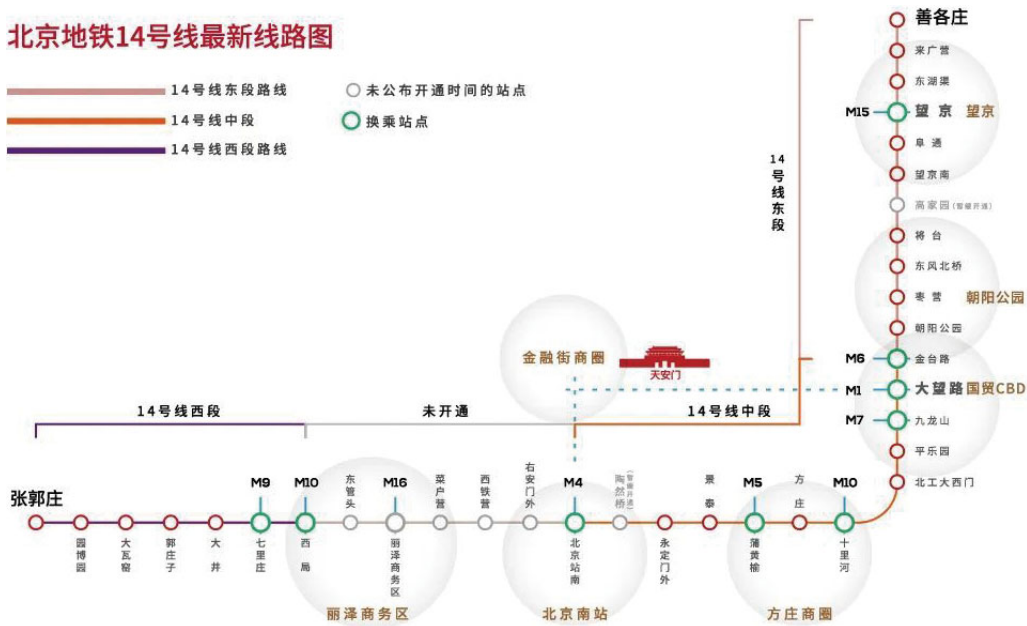 北京地铁14号线最新线路图
14号线东段路线
14号线中段
14号线西段路线
未公布开通时间的站点
换乘站点
善各庄
来广营
东湖渠
M15
望京
望京
阜通
望京南
高家园(暂缓开通)
将台
东风北桥
枣营
朝阳公园
朝阳公园
M6
金台路
M1
大望路
国贸CBD
M7
九龙山
平乐园
北工大西门
14号线东段
金融街商圈
天安门
14号线西段
未开通
14号线中段
张郭庄
园博园
大瓦窑
郭庄子
大井
M9
七里庄
M10
西局
东管头
M16
丽泽商务区
菜户营
西铁营
右安门外
M4
北京站南
陶然桥(暂缓开通)
永定门外
景泰
M5
蒲黄榆
方庄
M10
十里河
丽泽商务区
北京南站
方庄商圈